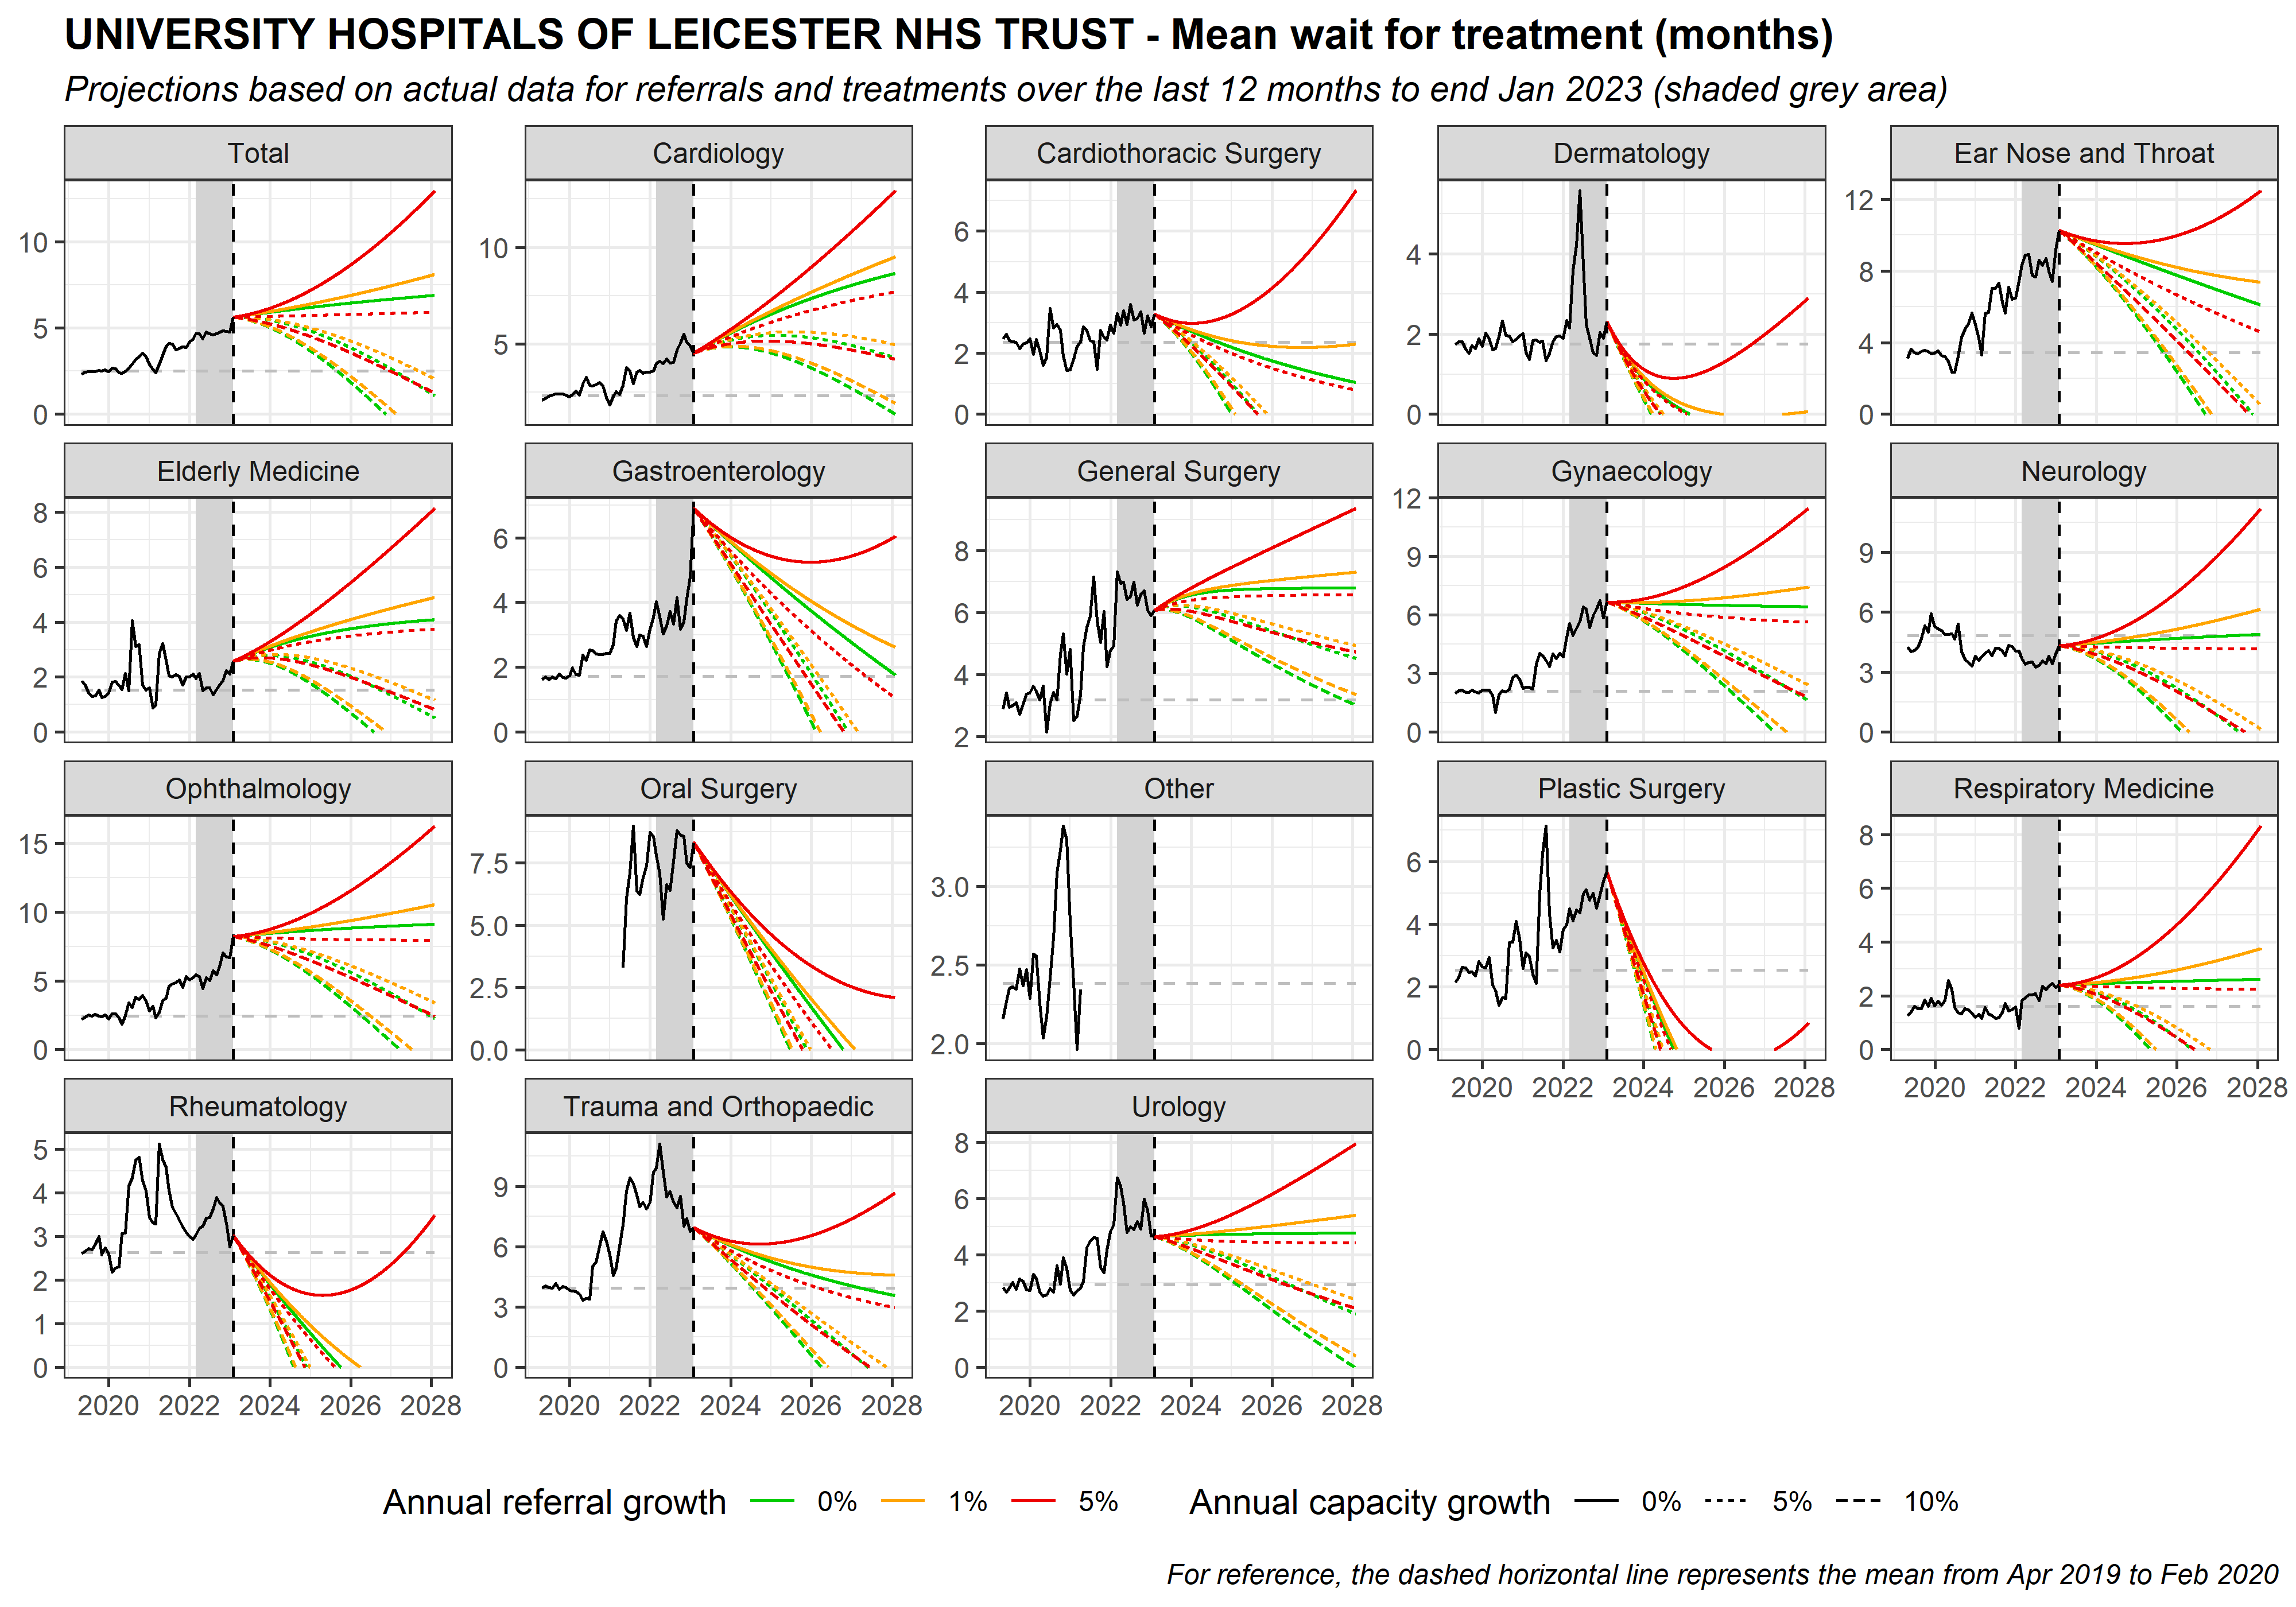 UNIVERSITY HOSPITALS OF LEICESTER NHS TRUST - Mean wait for treatment (months)
Projections based on actual data for referrals and treatments over the last 12 months to end Jan 2023 (shaded grey area)
Total
10
5
0
Cardiology
10
5
Cardiothoracic Surgery
6
4
2
0
Dermatology
4
2
0
Ear Nose and Throat
12
8
4
0
Elderly Medicine
8
6
4
2
0
Gastroenterology
6
4
2
0
General Surgery
8
6
4
2
Gynaecology
12
9
6
3
0
Neurology
9
6
3
0
Ophthalmology
15
10
5
0
Oral Surgery
7.5
5.0
2.5
0.0
Other
3.0
2.5
2.0
Plastic Surgery
6
4
2
0
2020 2022 2024 2026 2028
Respiratory Medicine
8
6
4
2
0
2020 2022 2024 2026 2028
Rheumatology
5
4
3
2
1
0
2020 2022 2024 2026 2028
Trauma and Orthopaedic
9
6
3
0
2020 2022 2024 2026 2028
Urology
8
6
4
2
0
2020 2022 2024 2026 2028
Annual referral growth 0% 1% 5% Annual capacity growth 0% 5% 10%
For reference, the dashed horizontal line represents the mean from Apr 2019 to Feb 2020